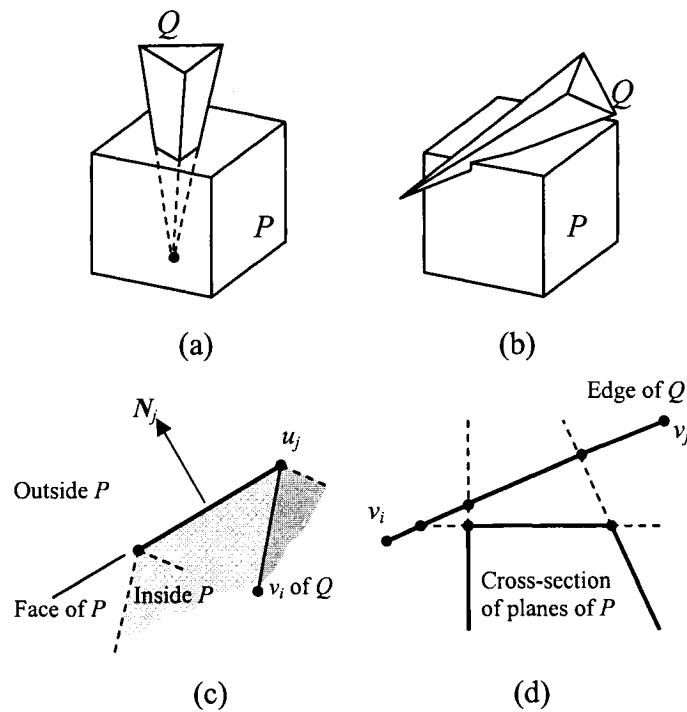 Q
P
(a)
Q
P
(b)
N_j
u_j
Outside P
Face of P
Inside P
v_i of Q
(c)
Edge of Q
v_j
v_i
Cross-section
of planes of P
(d)